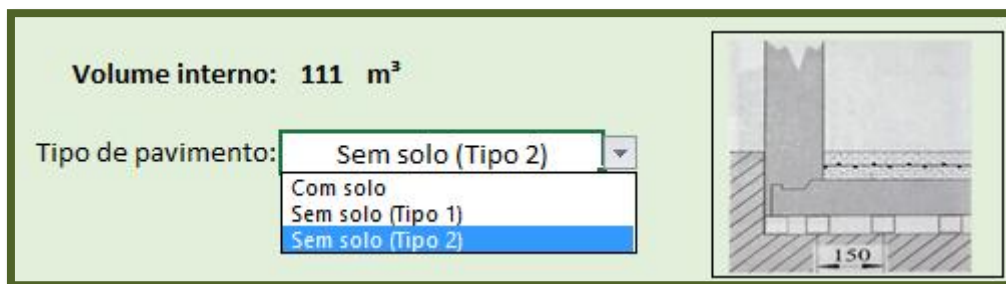 Volume interno: 111 m³
Tipo de pavimento: Sem solo (Tipo 2)
Com solo
Sem solo (Tipo 1)
Sem solo (Tipo 2)
150